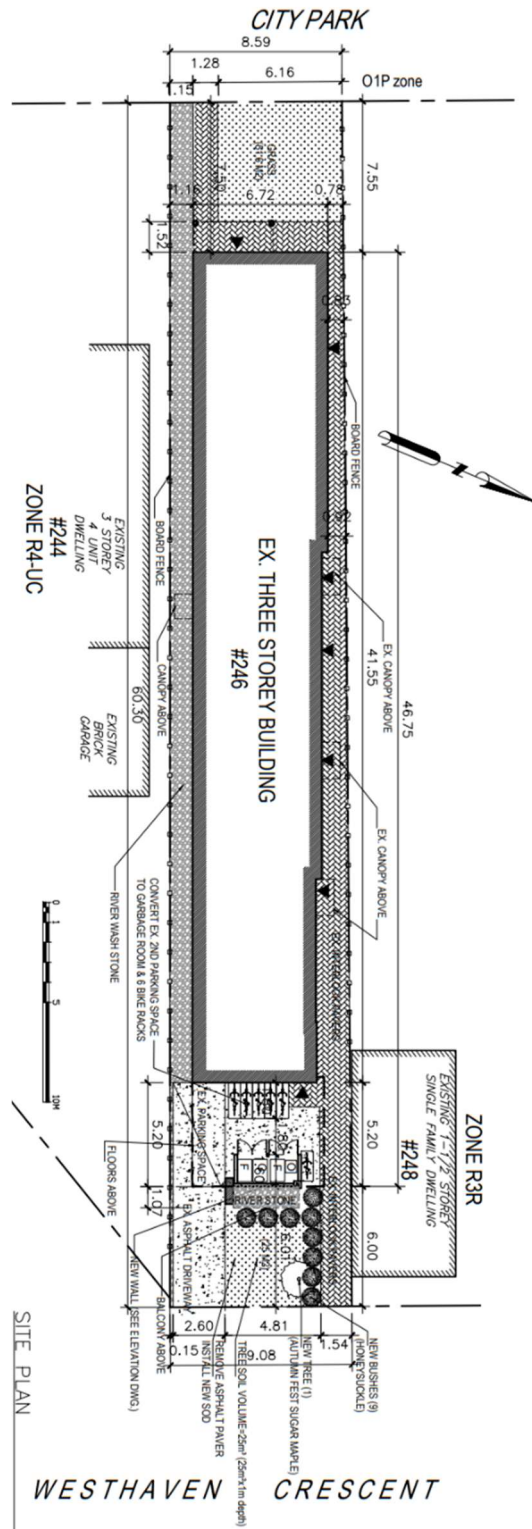 CITY PARK
8.59
1.28
6.16
1.15
O1P zone
7.55
GRASS
7.50
1.16
6.72
0.78
1.52
0.83
BOARD FENCE
EXISTING
3 STOREY
4 UNIT
DWELLING
#244
ZONE R4-UC
BOARD FENCE
EX. THREE STOREY BUILDING
#246
EX. CANOPY ABOVE
41.55
46.75
CANOPY ABOVE
60.30
EXISTING
BRICK
GARAGE
EX. CANOPY ABOVE
RIVER WASH STONE
CONVERT EX. 2ND PARKING SPACE
TO GARBAGE ROOM & 6 BIKE RACKS
0
1
5
10M
ZONE R3R
EXISTING 1-1/2 STOREY
SINGLE FAMILY DWELLING
#248
5.20
5.20
EX. PARKING SPACE
FLOORS ABOVE
1.07
RIVER STONE
6.00
6.01
EX. ASPHALT DRIVEWAY
NEW WALL (SEE ELEVATION DWG.)
BALCONY ABOVE
2.60
4.81
1.54
0.15
9.08
REMOVE ASPHALT PAVER
INSTALL NEW SOD
TREE SOIL VOLUME=25m³ (25m²x1m depth)
NEW TREE (1)
(AUTUMN FEST SUGAR MAPLE)
NEW BUSHES (9)
(HONEYSUCKLE)
SITE PLAN
WESTHAVEN CRESCENT